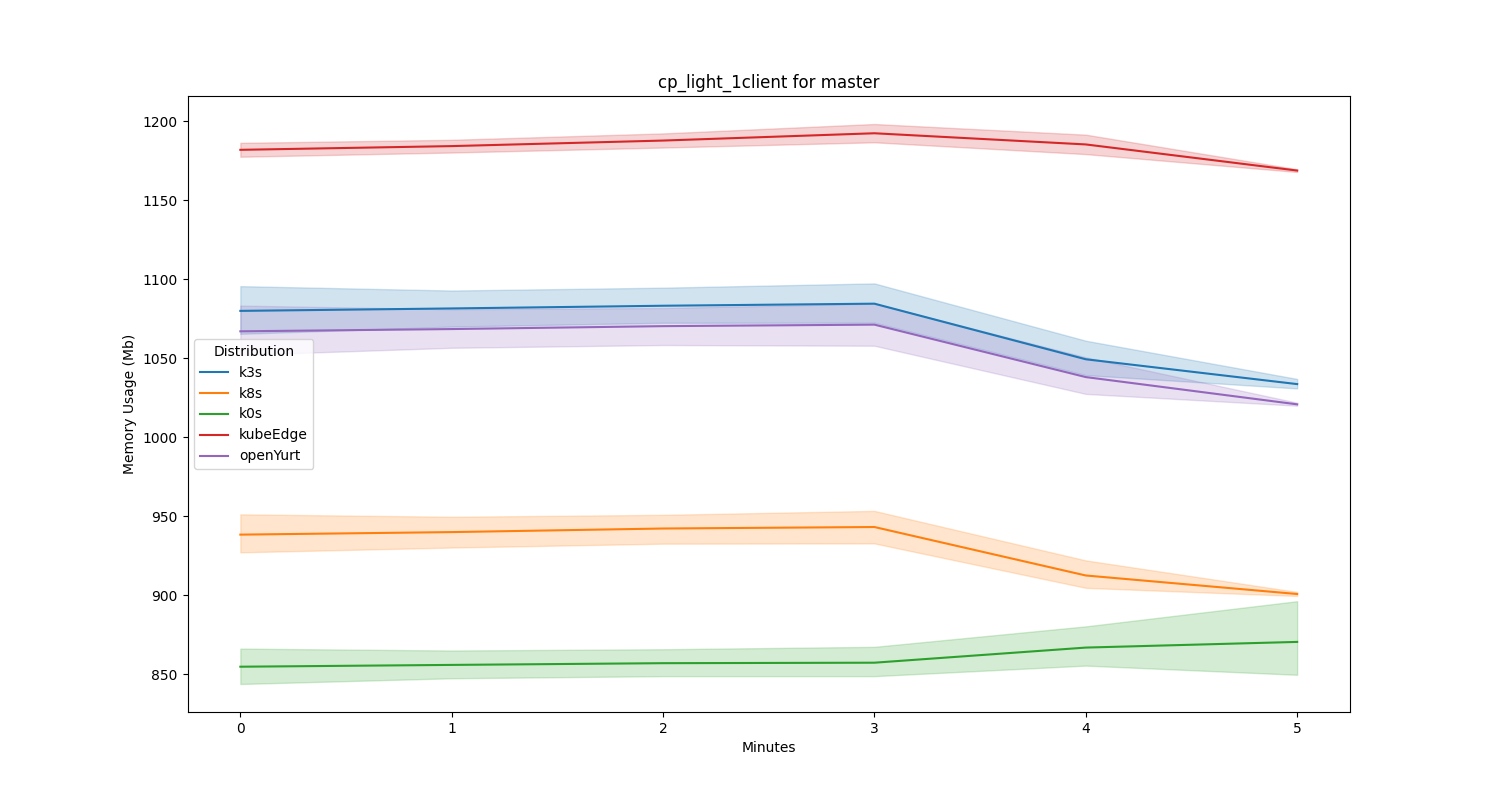 cp_light_1client for master
Memory Usage (Mb)
1200
1150
1100
1050
1000
950
900
850
Distribution
k3s
k8s
k0s
kubeEdge
openYurt
0 1 2 3 4 5
Minutes